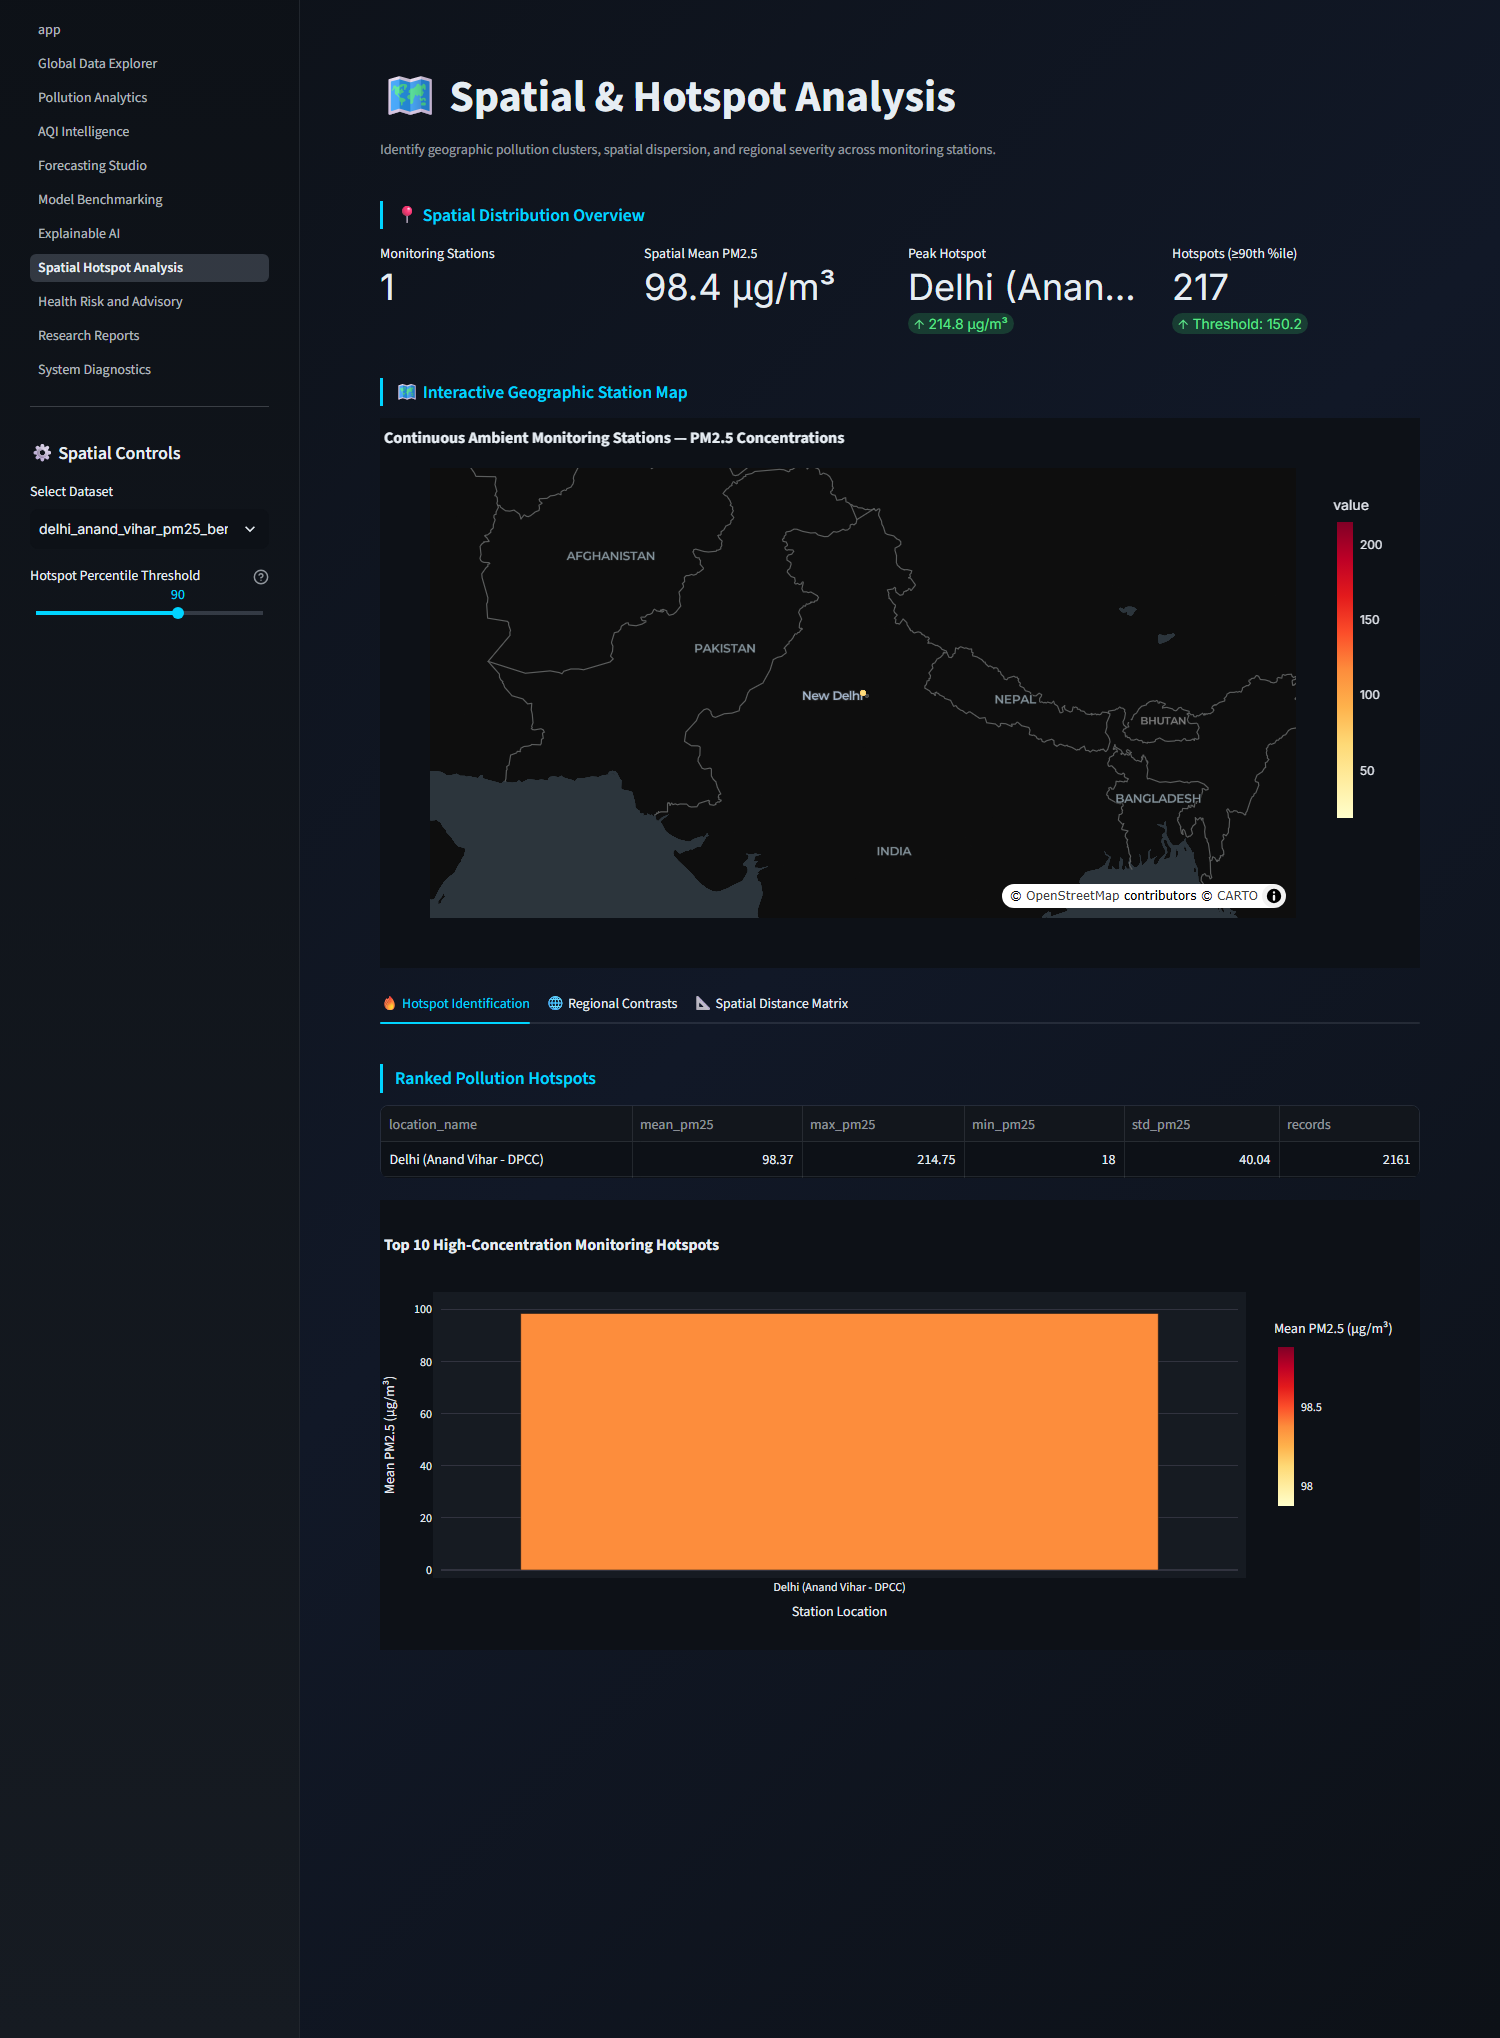 app
Global Data Explorer
Pollution Analytics
AQI Intelligence
Forecasting Studio
Model Benchmarking
Explainable AI
Spatial Hotspot Analysis
Health Risk and Advisory
Research Reports
System Diagnostics
Spatial Controls
Select Dataset
delhi_anand_vihar_pm25_ber
Hotspot Percentile Threshold
90
Spatial & Hotspot Analysis
Identify geographic pollution clusters, spatial dispersion, and regional severity across monitoring stations.
Spatial Distribution Overview
Monitoring Stations
1
Spatial Mean PM2.5
98.4 µg/m³
Peak Hotspot
Delhi (Anan...
↑ 214.8 µg/m³
Hotspots (≥90th %ile)
217
↑ Threshold: 150.2
Interactive Geographic Station Map
Continuous Ambient Monitoring Stations — PM2.5 Concentrations
AFGHANISTAN
PAKISTAN
New Delhi
NEPAL
BHUTAN
BANGLADESH
INDIA
© OpenStreetMap contributors © CARTO
value
200
150
100
50
Hotspot Identification
Regional Contrasts
Spatial Distance Matrix
Ranked Pollution Hotspots
location_name mean_pm25 max_pm25 min_pm25 std_pm25 records
Delhi (Anand Vihar - DPCC) 98.37 214.75 18 40.04 2161
Top 10 High-Concentration Monitoring Hotspots
Mean PM2.5 (µg/m³)
100
80
60
40
20
0
Delhi (Anand Vihar - DPCC)
Station Location
Mean PM2.5 (µg/m³)
98.5
98